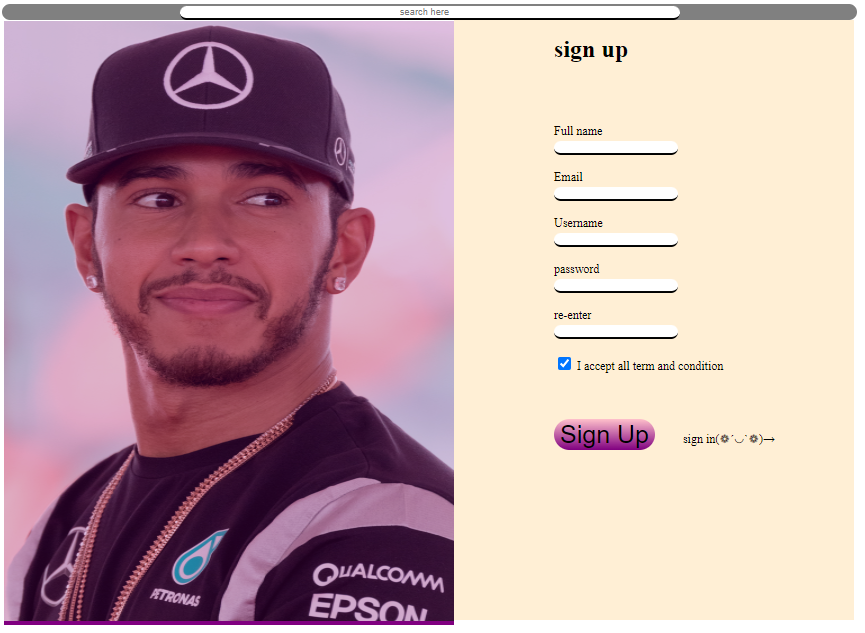 search here
sign up
Full name
Email
Username
password
re-enter
I accept all term and condition
Sign Up
sign in(❁´◡`❁)→
PETRONAS
QUALCOMM
EPSON